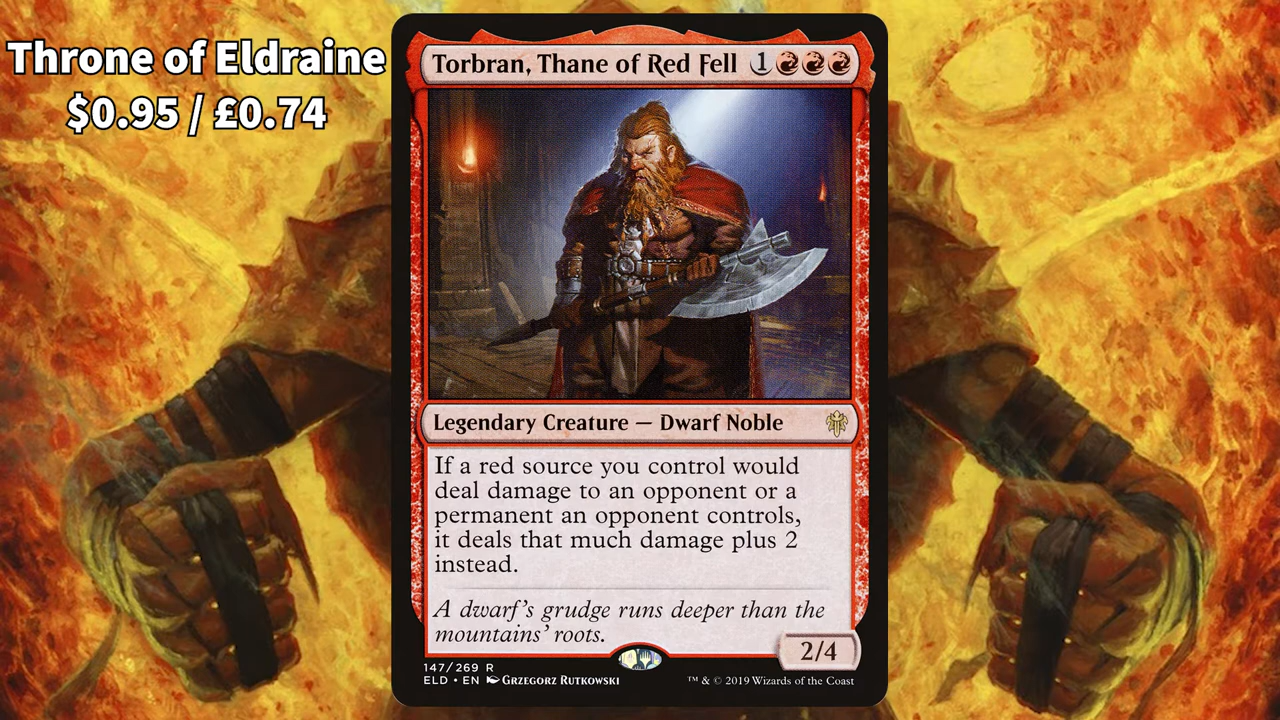 Throne of Eldraine
$0.95 / £0.74
Torbran, Thane of Red Fell 1
Legendary Creature — Dwarf Noble
If a red source you control would
deal damage to an opponent or a
permanent an opponent controls,
it deals that much damage plus 2
instead.
A dwarf's grudge runs deeper than the
mountains' roots.
2/4
147/269 R
ELD • EN Grzegorz Rutkowski
™ & © 2019 Wizards of the Coast